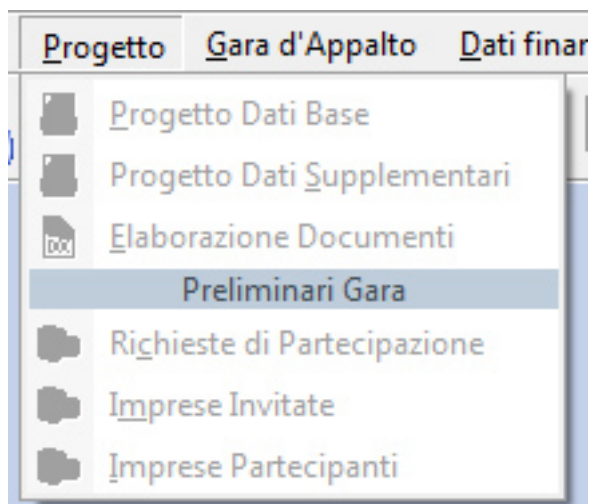 Progetto Gara d'Appalto Dati finan
Progetto Dati Base
Progetto Dati Supplementari
Elaborazione Documenti
Preliminari Gara
Richieste di Partecipazione
Imprese Invitate
Imprese Partecipanti